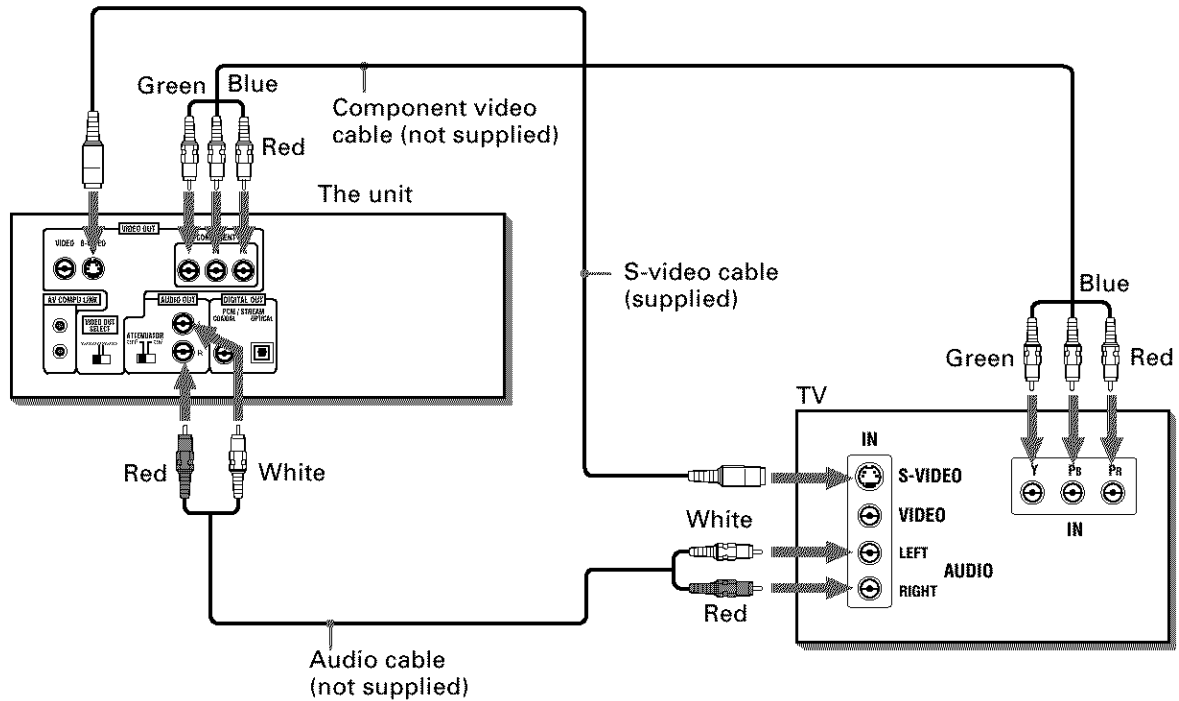 Green Blue
Component video
cable (not supplied)
Red
The unit
VIDEO OUT
VIDEO
AV COMPU LINK
AUDIO OUT
DIGITAL OUT
VIDEO OUT
SELECT
PCM / STREAM
COAXIAL OPTICAL
ATTENUATOR
R
S-video cable
(supplied)
Blue
Green
Red
TV
IN
Y PB PR
S-VIDEO
IN
VIDEO
LEFT
AUDIO
RIGHT
Red
White
White
Red
Audio cable
(not supplied)